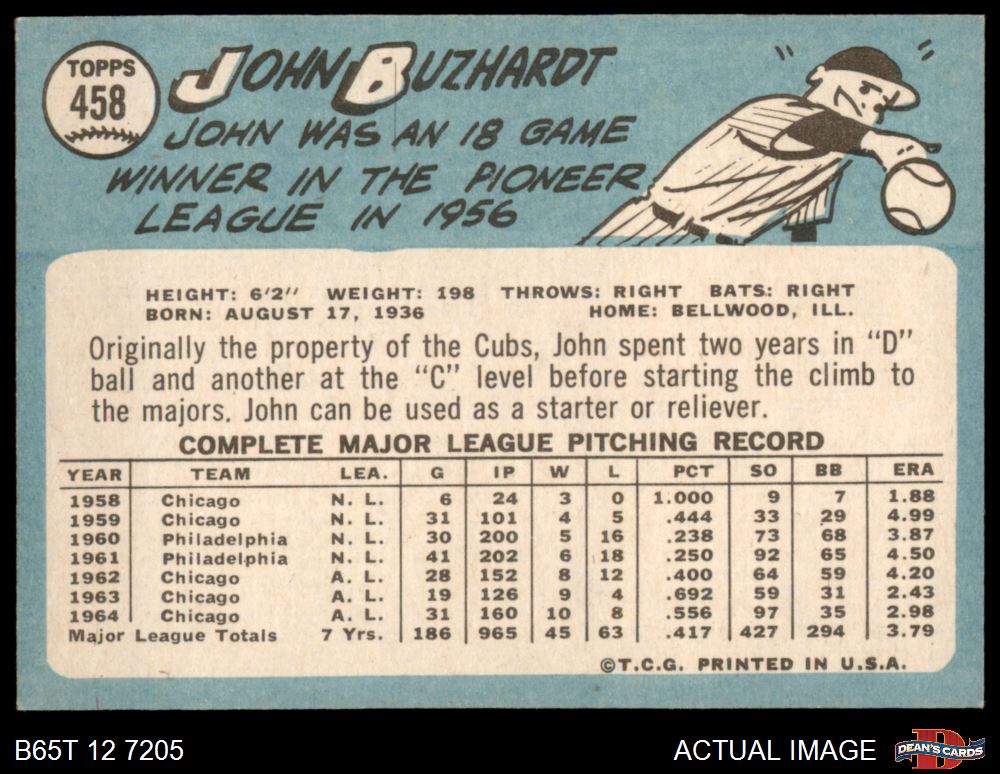 TOPPS
458
JOHN BUZHARDT
JOHN WAS AN 18 GAME
WINNER IN THE PIONEER
LEAGUE IN 1956
HEIGHT: 6'2" WEIGHT: 198 THROWS: RIGHT BATS: RIGHT
BORN: AUGUST 17, 1936 HOME: BELLWOOD, ILL.
Originally the property of the Cubs, John spent two years in "D"
ball and another at the "C" level before starting the climb to
the majors. John can be used as a starter or reliever.
COMPLETE MAJOR LEAGUE PITCHING RECORD
YEAR TEAM LEA. G IP W L PCT SO BB ERA
1958 Chicago N. L. 6 24 3 0 1.000 9 7 1.88
1959 Chicago N. L. 31 101 4 5 .444 33 29 4.99
1960 Philadelphia N. L. 30 200 5 16 .238 73 68 3.87
1961 Philadelphia N. L. 41 202 6 18 .250 92 65 4.50
1962 Chicago A. L. 28 152 8 12 .400 64 59 4.20
1963 Chicago A. L. 19 126 9 4 .692 59 31 2.43
1964 Chicago A. L. 31 160 10 8 .556 97 35 2.98
Major League Totals 7 Yrs. 186 965 45 63 .417 427 294 3.79
©T.C.G. PRINTED IN U.S.A.
B65T 12 7205 ACTUAL IMAGE DEAN'S CARDS